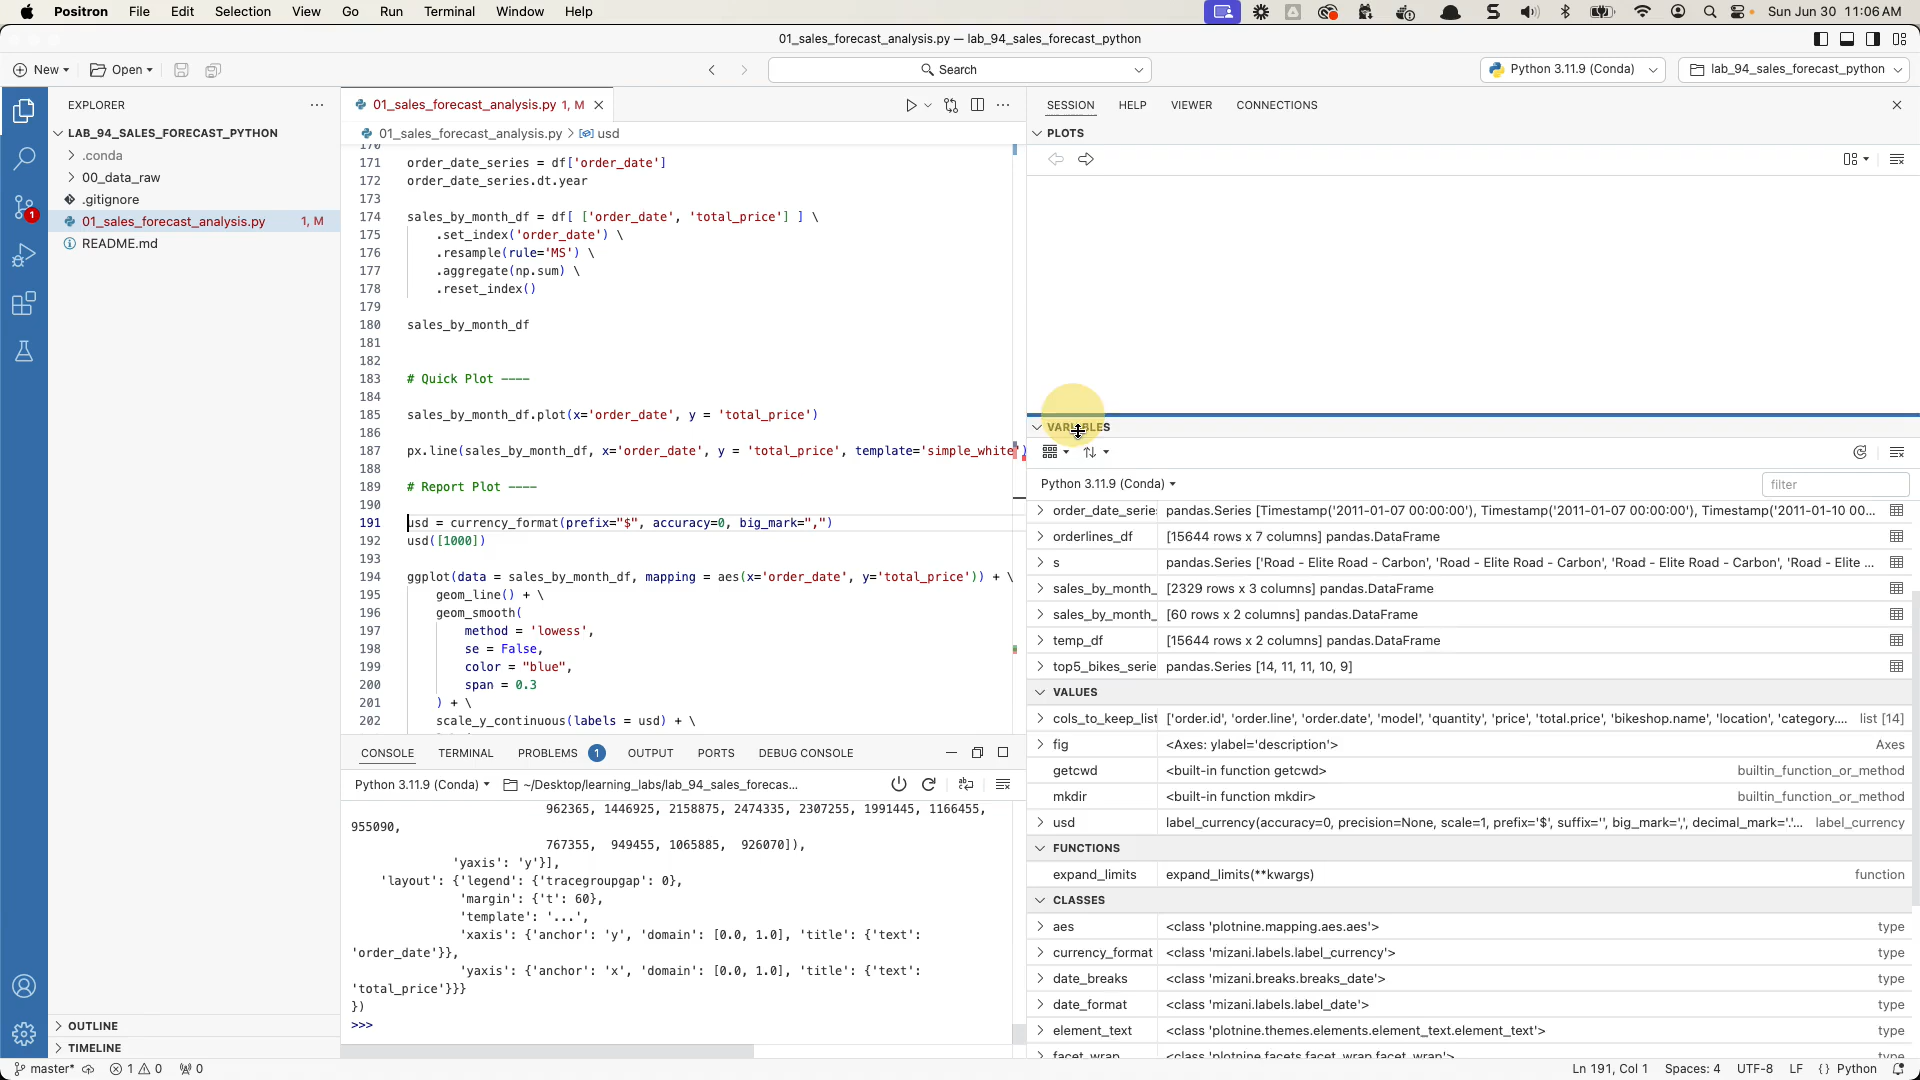 Positron File Edit Selection View Go Run Terminal Window Help Sun Jun 30 11:06 AM
01_sales_forecast_analysis.py — lab_94_sales_forecast_python
New Open Search Python 3.11.9 (Conda) lab_94_sales_forecast_python
EXPLORER
LAB_94_SALES_FORECAST_PYTHON
.conda
00_data_raw
.gitignore
01_sales_forecast_analysis.py 1, M
README.md
OUTLINE
TIMELINE
01_sales_forecast_analysis.py 1, M
01_sales_forecast_analysis.py > usd
170
171 order_date_series = df['order_date']
172 order_date_series.dt.year
173
174 sales_by_month_df = df[ ['order_date', 'total_price'] ] \
175 .set_index('order_date') \
176 .resample(rule='MS') \
177 .aggregate(np.sum) \
178 .reset_index()
179
180 sales_by_month_df
181
182
183 # Quick Plot ----
184
185 sales_by_month_df.plot(x='order_date', y = 'total_price')
186
187 px.line(sales_by_month_df, x='order_date', y = 'total_price', template='simple_white')
188
189 # Report Plot ----
190
191 usd = currency_format(prefix="$", accuracy=0, big_mark=",")
192 usd([1000])
193
194 ggplot(data = sales_by_month_df, mapping = aes(x='order_date', y='total_price')) + \
195 geom_line() + \
196 geom_smooth(
197 method = 'lowess',
198 se = False,
199 color = "blue",
200 span = 0.3
201 ) + \
202 scale_y_continuous(labels = usd) + \
CONSOLE TERMINAL PROBLEMS 1 OUTPUT PORTS DEBUG CONSOLE
Python 3.11.9 (Conda) ~/Desktop/learning_labs/lab_94_sales_forecas...
962365, 1446925, 2158875, 2474335, 2307255, 1991445, 1166455,
955090,
767355, 949455, 1065885, 926070]),
'yaxis': 'y'}],
'layout': {'legend': {'tracegroupgap': 0},
'margin': {'t': 60},
'template': '...',
'xaxis': {'anchor': 'y', 'domain': [0.0, 1.0], 'title': {'text':
'order_date'}},
'yaxis': {'anchor': 'x', 'domain': [0.0, 1.0], 'title': {'text':
'total_price'}}}
})
>>>
SESSION HELP VIEWER CONNECTIONS
PLOTS
VARIABLES
Python 3.11.9 (Conda) filter
order_date_serie pandas.Series [Timestamp('2011-01-07 00:00:00'), Timestamp('2011-01-07 00:00:00'), Timestamp('2011-01-10 00...
orderlines_df [15644 rows x 7 columns] pandas.DataFrame
s pandas.Series ['Road - Elite Road - Carbon', 'Road - Elite Road - Carbon', 'Road - Elite Road - Carbon', 'Road - Elite ...
sales_by_month_ [2329 rows x 3 columns] pandas.DataFrame
sales_by_month_ [60 rows x 2 columns] pandas.DataFrame
temp_df [15644 rows x 2 columns] pandas.DataFrame
top5_bikes_serie pandas.Series [14, 11, 11, 10, 9]
VALUES
cols_to_keep_list ['order.id', 'order.line', 'order.date', 'model', 'quantity', 'price', 'total.price', 'bikeshop.name', 'location', 'category.... list [14]
fig <Axes: ylabel='description'> Axes
getcwd <built-in function getcwd> builtin_function_or_method
mkdir <built-in function mkdir> builtin_function_or_method
usd label_currency(accuracy=0, precision=None, scale=1, prefix='$', suffix='', big_mark=',', decimal_mark='.'... label_currency
FUNCTIONS
expand_limits expand_limits(**kwargs) function
CLASSES
aes <class 'plotnine.mapping.aes.aes'> type
currency_format <class 'mizani.labels.label_currency'> type
date_breaks <class 'mizani.breaks.breaks_date'> type
date_format <class 'mizani.labels.label_date'> type
element_text <class 'plotnine.themes.elements.element_text.element_text'> type
facet_wrap <class 'plotnine.facets.facet_wrap.facet_wrap'> type
master* 1 0 0 Ln 191, Col 1 Spaces: 4 UTF-8 LF {} Python